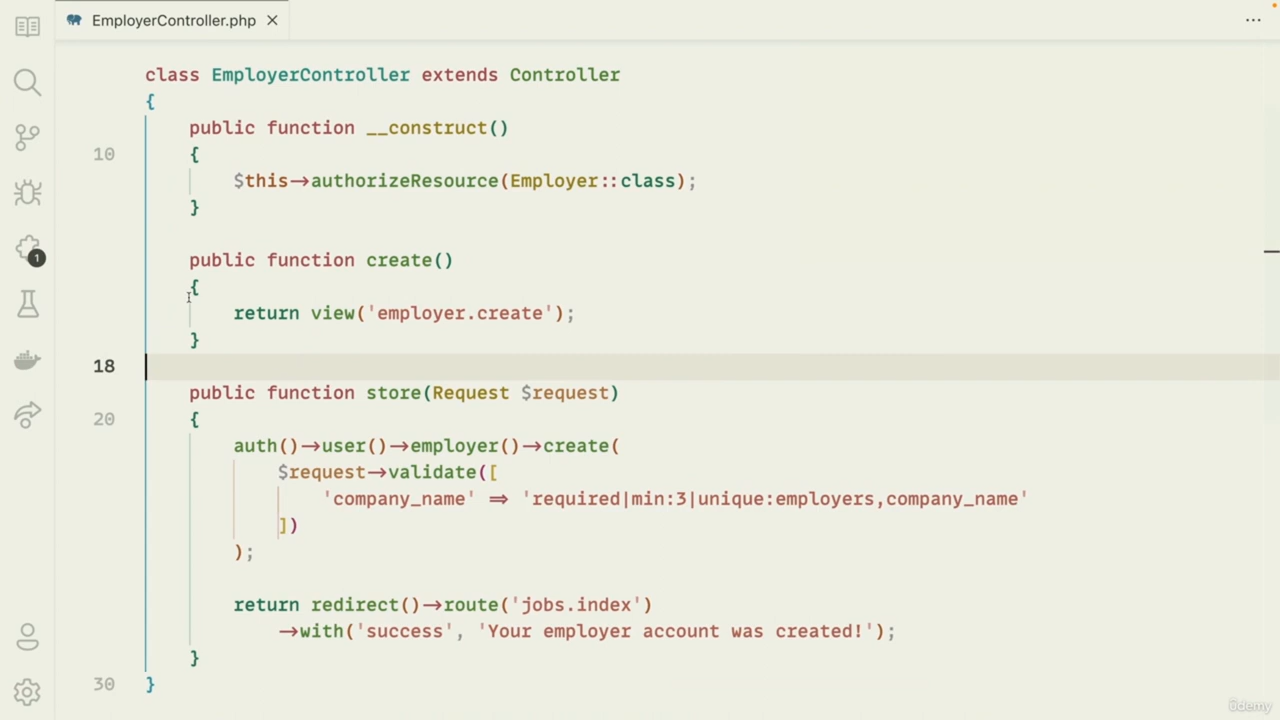 EmployerController.php
class EmployerController extends Controller
{
public function __construct()
10 {
$this->authorizeResource(Employer::class);
}
public function create()
{
return view('employer.create');
}
18
public function store(Request $request)
20 {
auth()->user()->employer()->create(
$request->validate([
'company_name' => 'required|min:3|unique:employers,company_name'
])
);
return redirect()->route('jobs.index')
->with('success', 'Your employer account was created!');
}
30 }
1
ûdemy